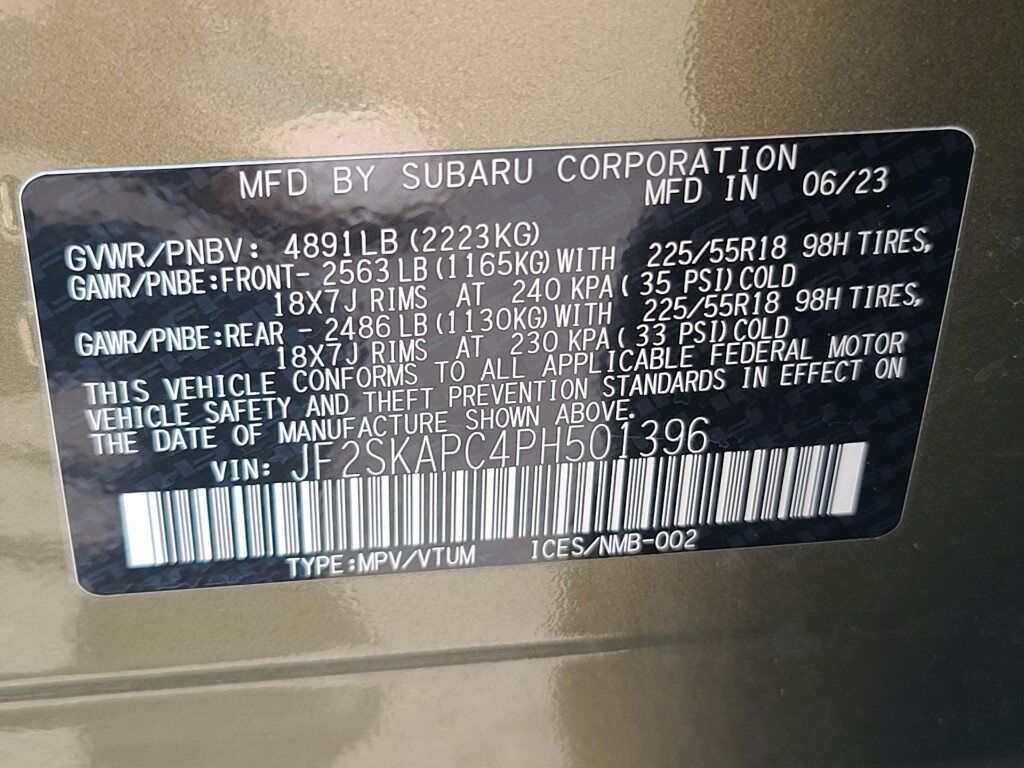 MFD BY SUBARU CORPORATION
MFD IN 06/23
GVWR/PNBV: 4891LB (2223KG)
GAWR/PNBE:FRONT- 2563 LB (1165KG) WITH 225/55R18 98H TIRES,
18X7J RIMS AT 240 KPA ( 35 PSI) COLD
GAWR/PNBE:REAR - 2486 LB (1130KG) WITH 225/55R18 98H TIRES,
18X7J RIMS AT 230 KPA ( 33 PSI) COLD
THIS VEHICLE CONFORMS TO ALL APPLICABLE FEDERAL MOTOR
VEHICLE SAFETY AND THEFT PREVENTION STANDARDS IN EFFECT ON
THE DATE OF MANUFACTURE SHOWN ABOVE.
VIN: JF2SKAPC4PH501396
TYPE:MPV/VTUM ICES/NMB-002